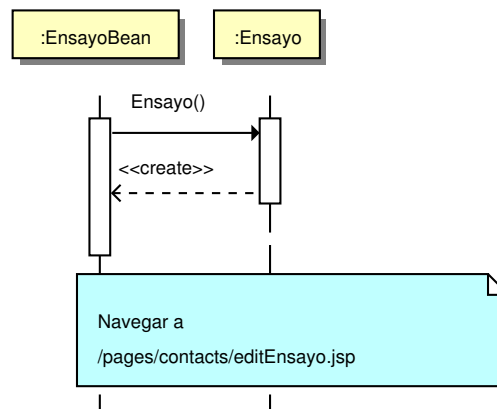 :EnsayoBean
:Ensayo
Ensayo()
<<create>>
Navegar a
/pages/contacts/editEnsayo.jsp